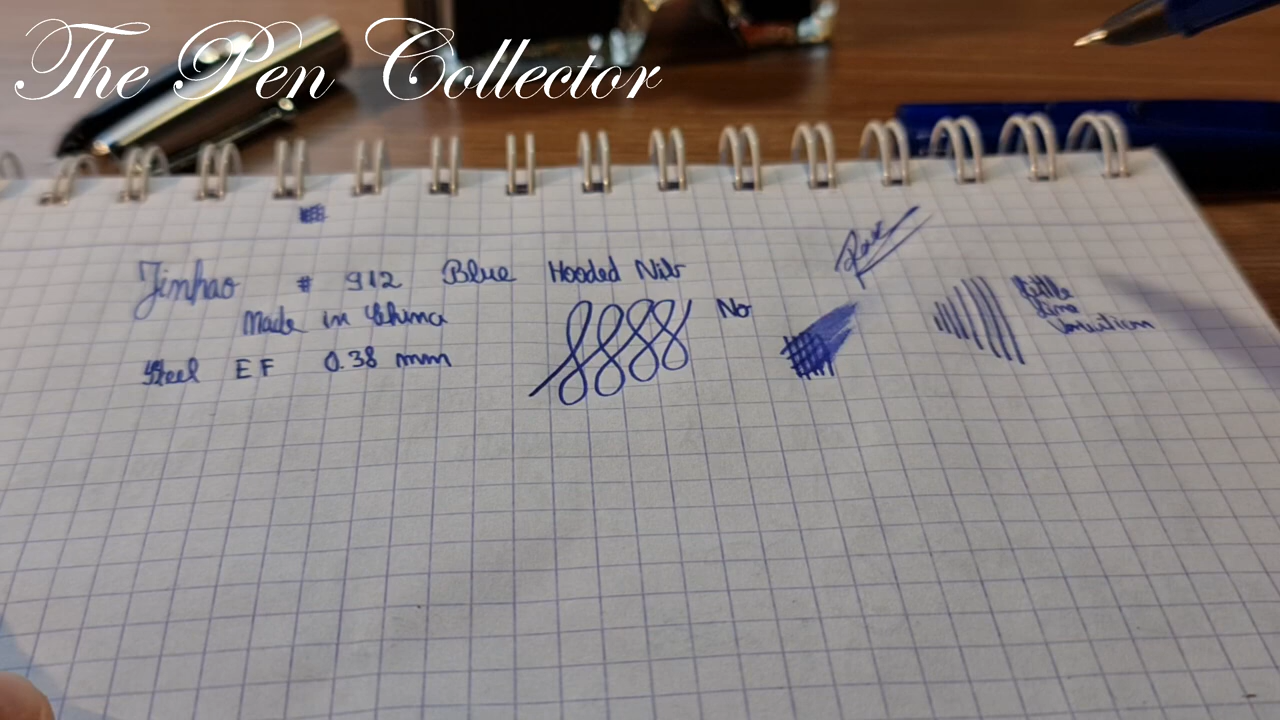 The Pen Collector
Jinhao # 912 Blue Hooded Nib
Made in China
Steel EF 0.38 mm
No
little
line
variation